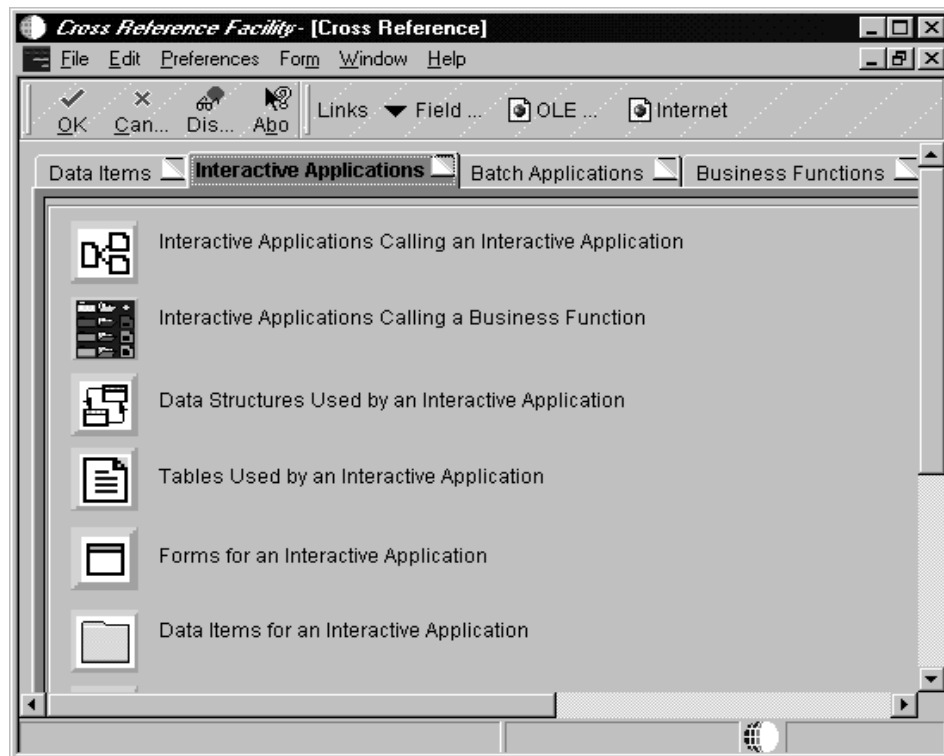 Cross Reference Facility - [Cross Reference]
File Edit Preferences Form Window Help
OK Can... Dis... Abo Links Field ... OLE ... Internet
Data Items Interactive Applications Batch Applications Business Functions
Interactive Applications Calling an Interactive Application
Interactive Applications Calling a Business Function
Data Structures Used by an Interactive Application
Tables Used by an Interactive Application
Forms for an Interactive Application
Data Items for an Interactive Application